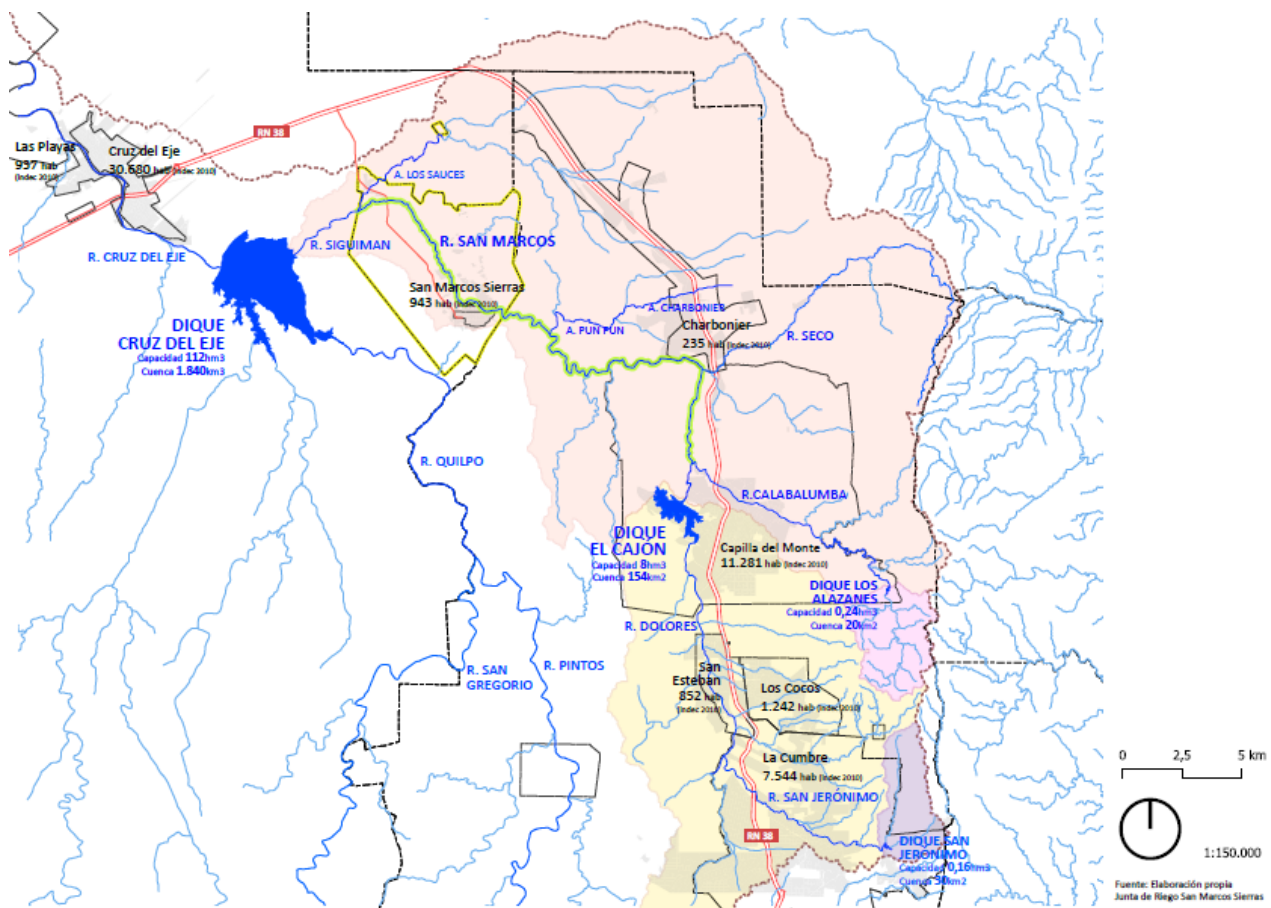 RN 38
Las Playas
937 hab
(Indec 2010)
Cruz del Eje
30.680 hab (Indec 2010)
A. LOS SAUCES
R. SIGUIMAN
R. SAN MARCOS
R. CRUZ DEL EJE
San Marcos Sierras
943 hab (Indec 2010)
A. CHARBONIER
A. PUN PUN
Charbonier
235 hab (Indec 2010)
R. SECO
DIQUE
CRUZ DEL EJE
Capacidad 112hm3
Cuenca 1.840km3
R. QUILPO
R.CALABALUMBA
DIQUE
EL CAJÓN
Capacidad 8hm3
Cuenca 154km2
Capilla del Monte
11.281 hab (Indec 2010)
DIQUE LOS
ALAZANES
Capacidad 0,24hm3
Cuenca 20km2
R. DOLORES
R. SAN
GREGORIO
R. PINTOS
San
Esteban
852 hab
(Indec 2010)
Los Cocos
1.242 hab (Indec 2010)
La Cumbre
7.544 hab (Indec 2010)
R. SAN JERÓNIMO
RN 38
DIQUE SAN
JERÓNIMO
Capacidad 0,16hm3
Cuenca 50km2
0 2,5 5 km
1:150.000
Fuente: Elaboración propia
Junta de Riego San Marcos Sierras